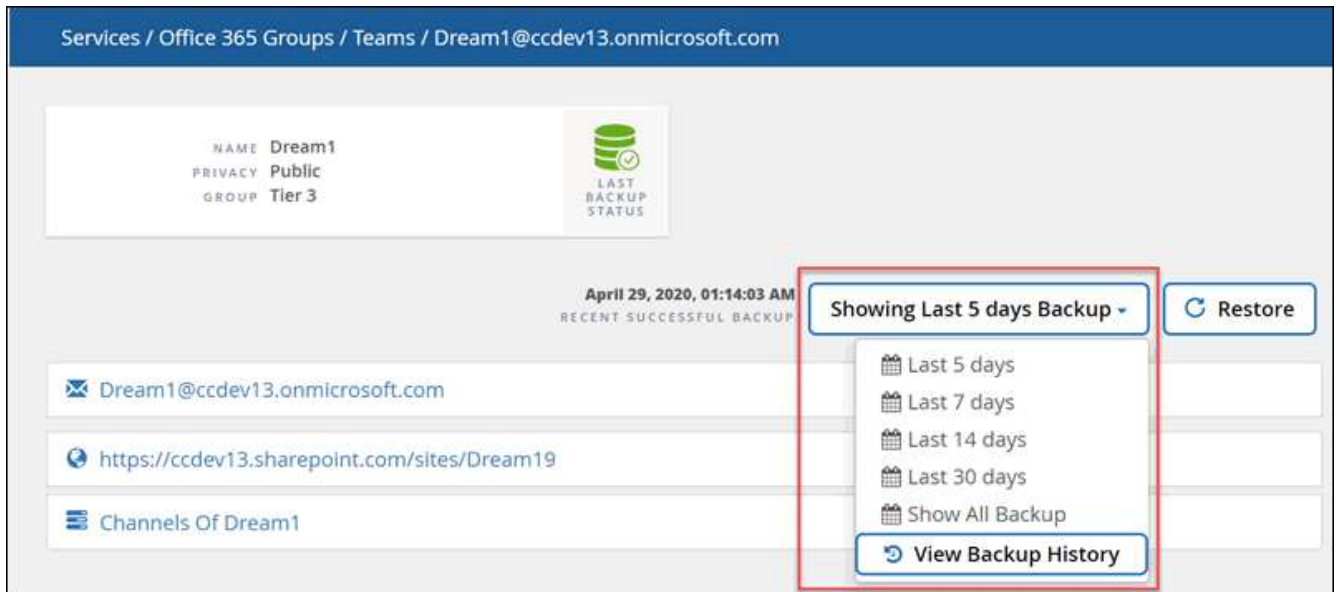 Services / Office 365 Groups / Teams / Dream1@ccdev13.onmicrosoft.com
NAME Dream1
PRIVACY Public
GROUP Tier 3
LAST
BACKUP
STATUS
April 29, 2020, 01:14:03 AM
RECENT SUCCESSFUL BACKUP
Showing Last 5 days Backup
Restore
Last 5 days
Last 7 days
Last 14 days
Last 30 days
Show All Backup
View Backup History
Dream1@ccdev13.onmicrosoft.com
https://ccdev13.sharepoint.com/sites/Dream19
Channels Of Dream1